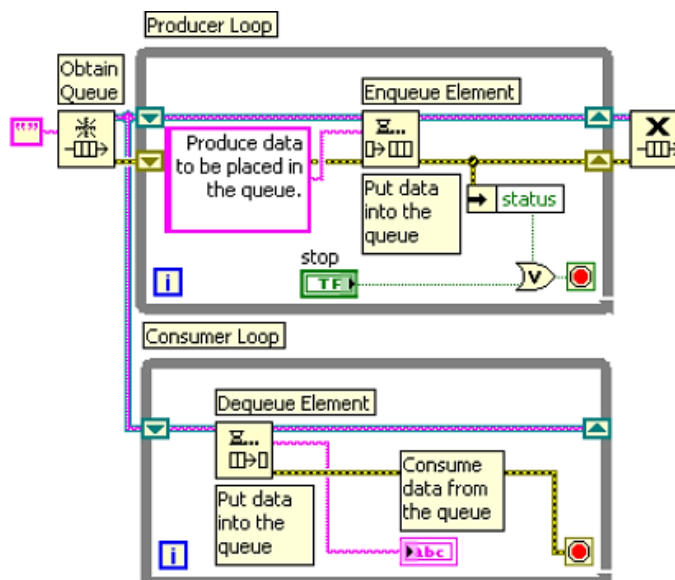 Producer Loop
Obtain
Queue
Enqueue Element
""
Produce data
to be placed in
the queue.
Put data
into the
queue
status
stop
TF
V
i
Consumer Loop
Dequeue Element
Put data
into the
queue
Consume
data from
the queue
abc
i